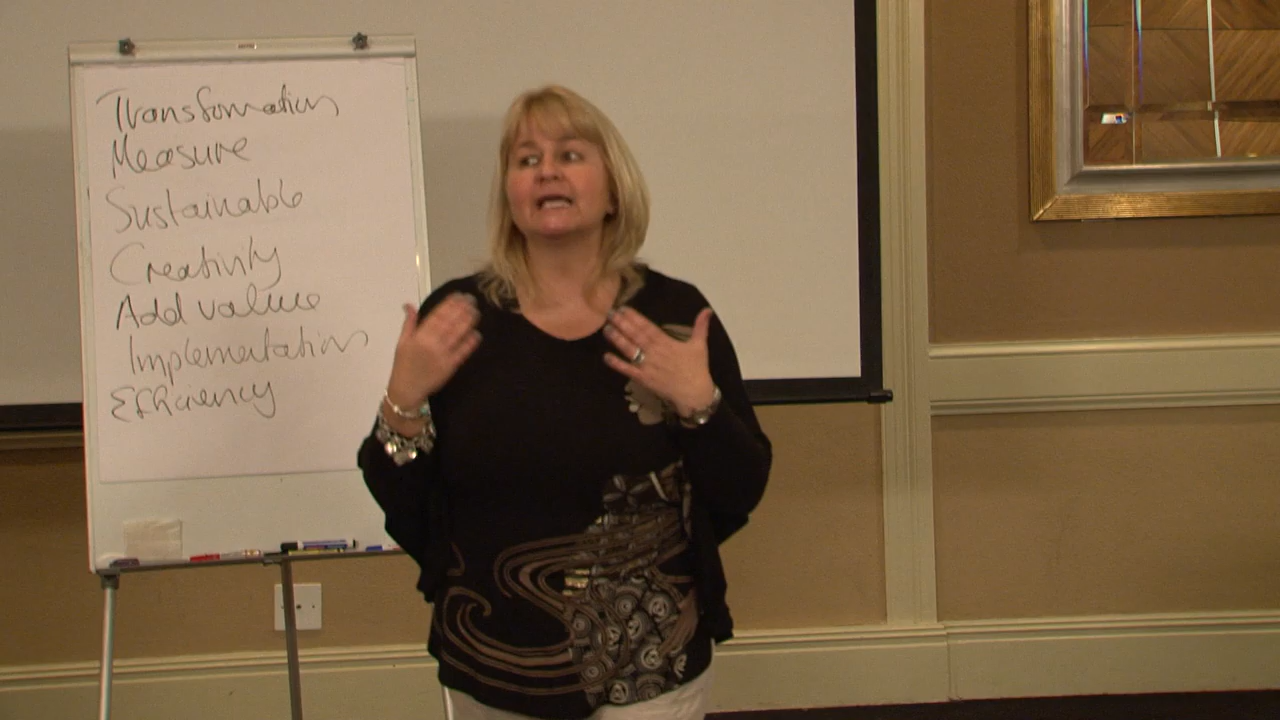 Transformation
Measure
Sustainable
Creativity
Add value
Implementation
Efficiency